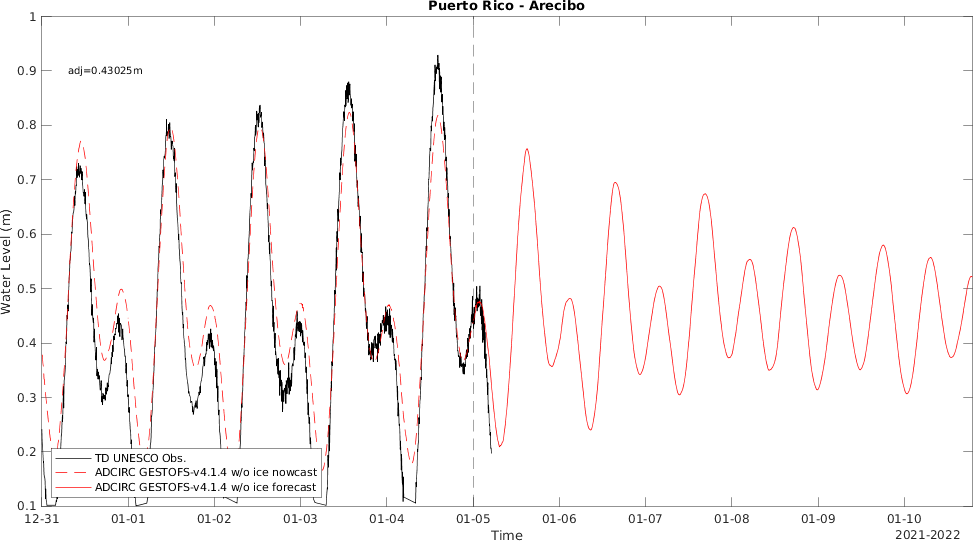 Puerto Rico - Arecibo
1
0.9
0.8
0.7
0.6
0.5
0.4
0.3
0.2
0.1
Water Level (m)
adj=0.43025m
TD UNESCO Obs.
ADCIRC GESTOFS-v4.1.4 w/o ice nowcast
ADCIRC GESTOFS-v4.1.4 w/o ice forecast
12-31 01-01 01-02 01-03 01-04 01-05 01-06 01-07 01-08 01-09 01-10
Time
2021-2022